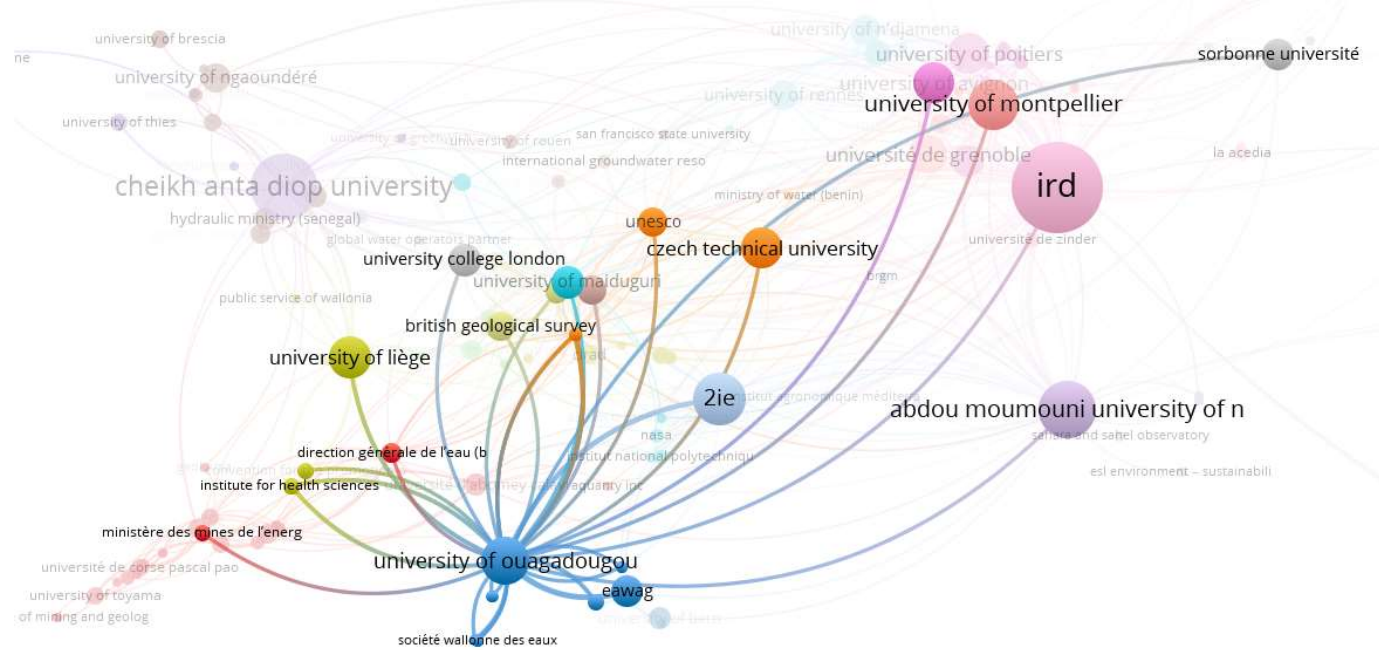 university of n'djamena
university of brescia
university of poitiers
sorbonne université
ne
university of ngaoundéré
university of avignon
university of rennes
university of montpellier
university of thies
university of rouen
san francisco state university
international groundwater reso
université de grenoble
la acedia
cheikh anta diop university
ird
ministry of water (benin)
hydraulic ministry (senegal)
unesco
global water operators partner
université de zinder
czech technical university
university college london
university of maiduguri
brgm
public service of wallonia
british geological survey
university of liège
2ie
institut agronomique méditerra
abdou moumouni university of n
nasa
sahara and sahel observatory
direction générale de l'eau (b
institut national polytechniqu
esl environment – sustainabili
institute for health sciences
aquanty inc
ministère des mines de l'energ
université de corse pascal pao
university of ouagadougou
university of toyama
eawag
of mining and geolog
société wallonne des eaux